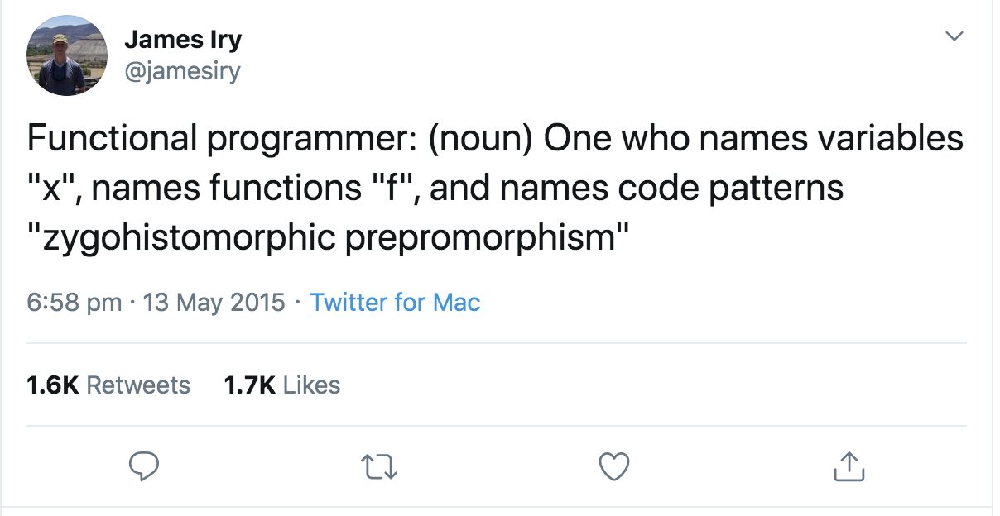 James Iry
@jamesiry
Functional programmer: (noun) One who names variables
"x", names functions "f", and names code patterns
"zygohistomorphic prepromorphism"
6:58 pm · 13 May 2015 · Twitter for Mac
1.6K Retweets 1.7K Likes